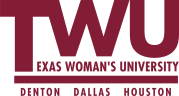 TWU
TEXAS WOMAN'S UNIVERSITY
DENTON DALLAS HOUSTON